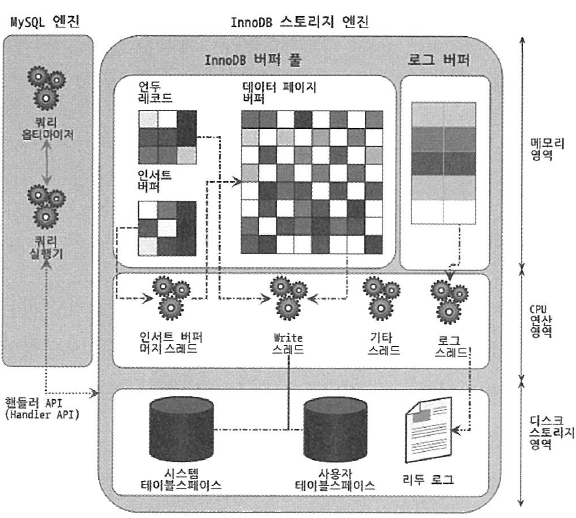 MySQL 엔진
InnoDB 스토리지 엔진
InnoDB 버퍼 풀
로그 버퍼
언두
레코드
데이터 페이지
버퍼
쿼리
옵티마이저
인서트
버퍼
메모리
영역
쿼리
실행기
인서트 버퍼
머지 스레드
Write
스레드
기타
스레드
로그
스레드
CPU
연산
영역
핸들러 API
(Handler API)
시스템
테이블스페이스
사용자
테이블스페이스
리두 로그
디스크
스토리지
영역